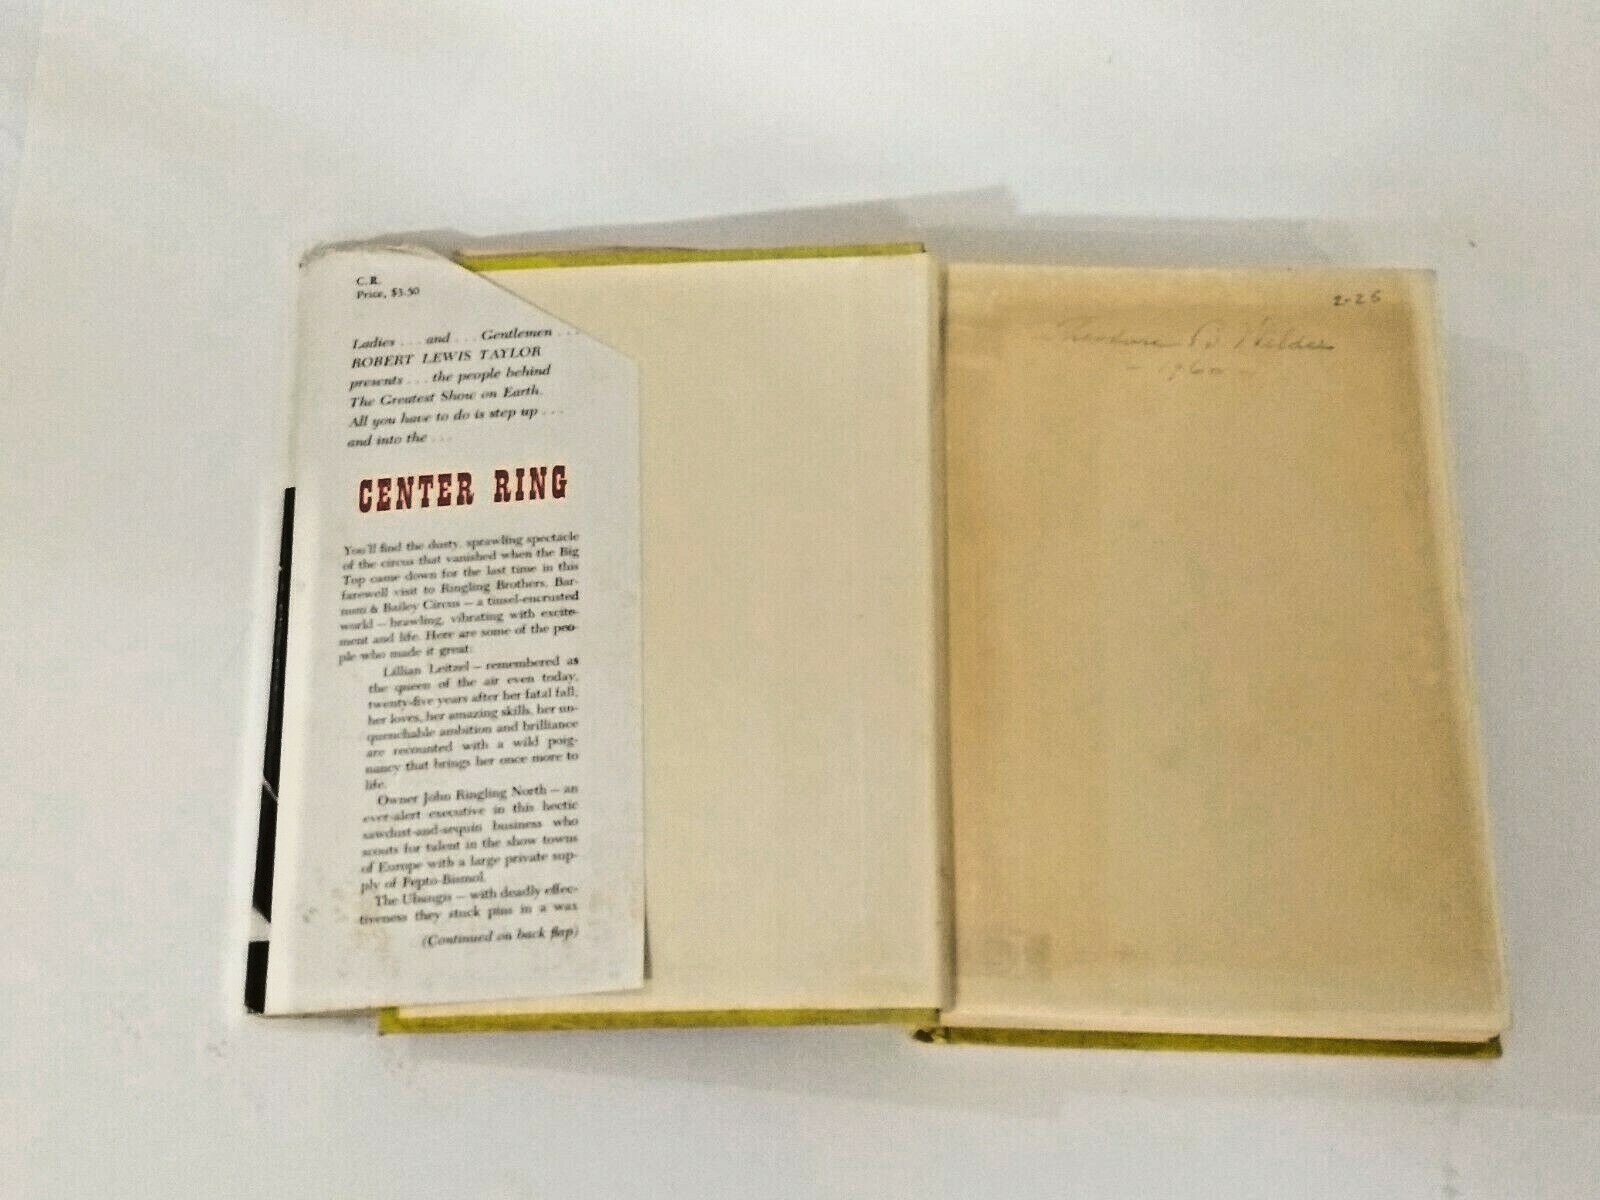 C.R.
Price, $3.50
Ladies . . . and . . . Gentlemen . . .
ROBERT LEWIS TAYLOR
presents . . . the people behind
The Greatest Show on Earth.
All you have to do is step up . . .
and into the . . .
CENTER RING
You'll find the dusty, sprawling spectacle
of the circus that vanished when the Big
Top came down for the last time in this
farewell visit to Ringling Brothers, Bar-
num & Bailey Circus – a tinsel-encrusted
world – brawling, vibrating with excite-
ment and life. Here are some of the peo-
ple who made it great:
Lillian Leitzel – remembered as
the queen of the air even today,
twenty-five years after her fatal fall,
her loves, her amazing skills, her un-
quenchable ambition and brilliance
are recounted with a wild poig-
nancy that brings her once more to
life.
Owner John Ringling North – an
ever-alert executive in this hectic
sawdust-and-sequin business who
scouts for talent in the show towns
of Europe with a large private sup-
ply of Pepto-Bismol.
The Ubangis – with deadly effec-
tiveness they stuck pins in a wax
(Continued on back flap)
2-25
Theodore